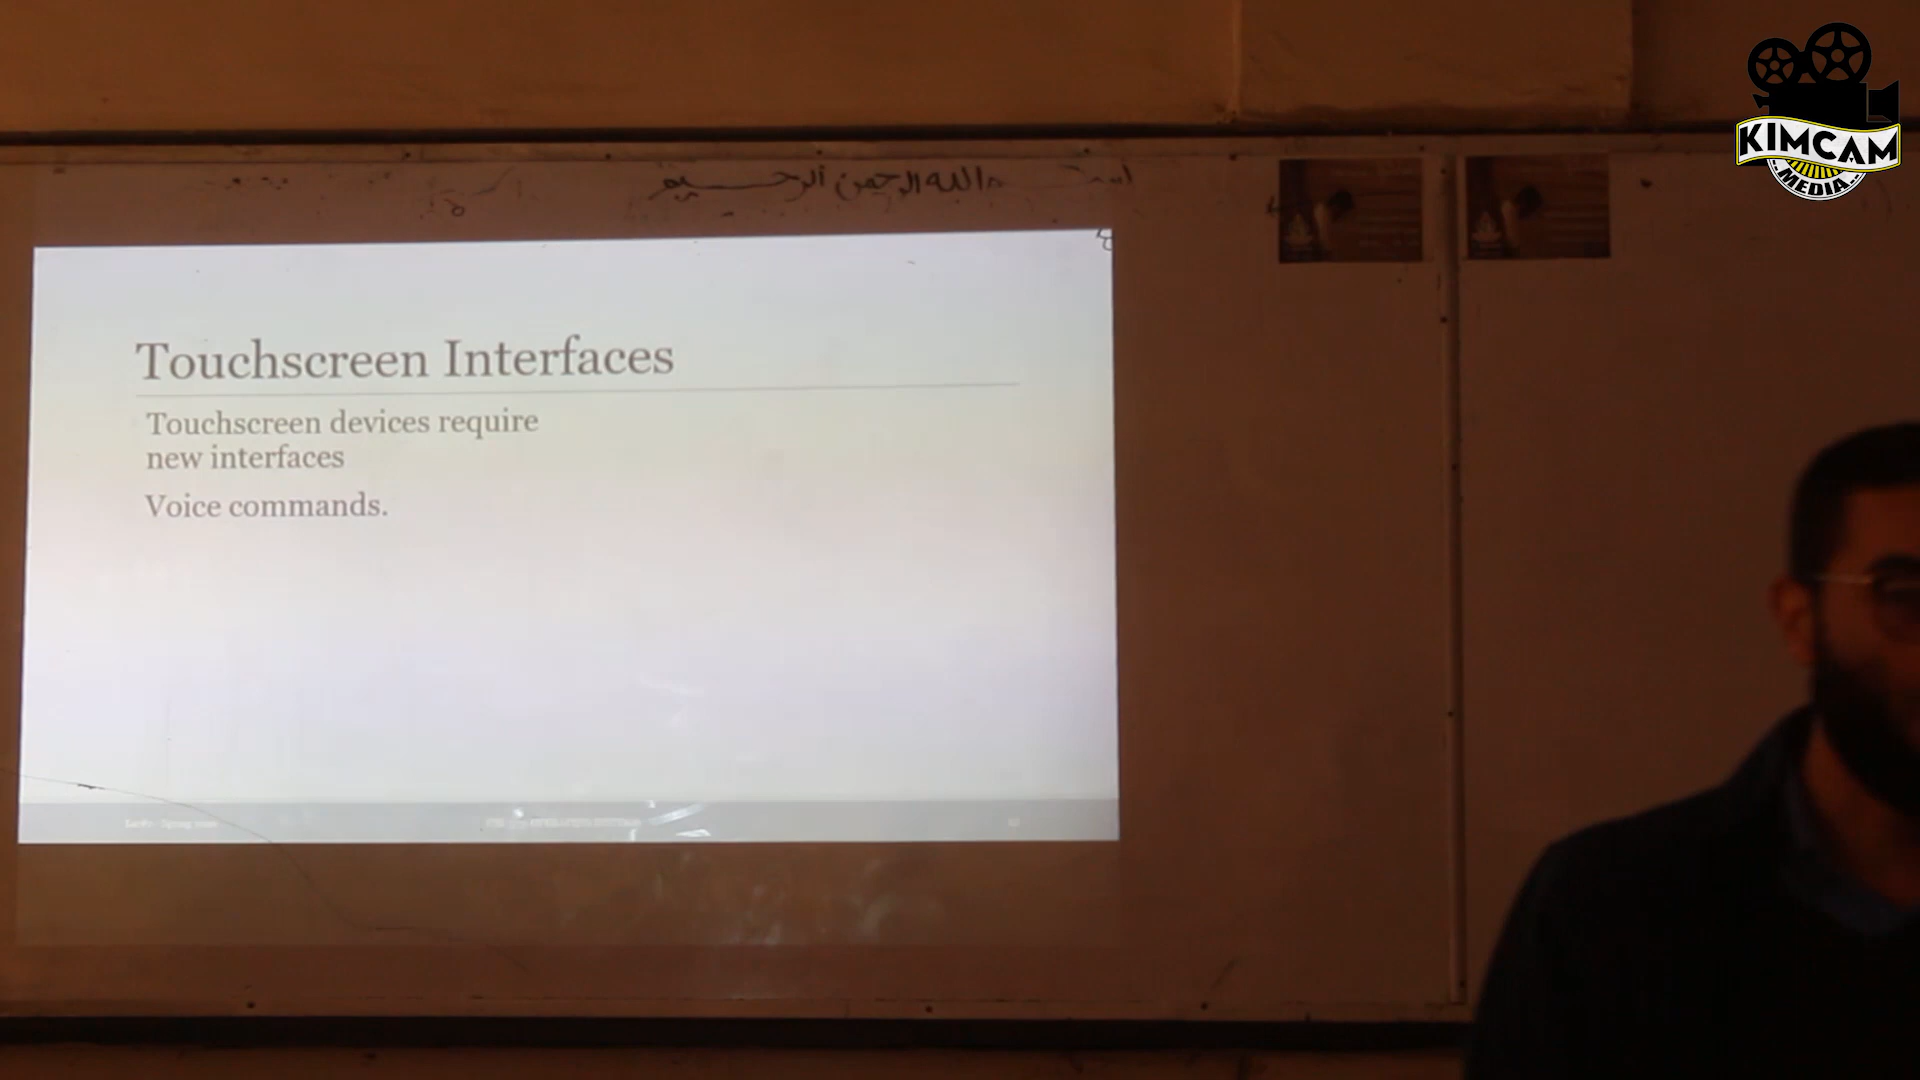 KIMCAM
MEDIA
الله الرحمن الرحيم
Touchscreen Interfaces
Touchscreen devices require
new interfaces
Voice commands.